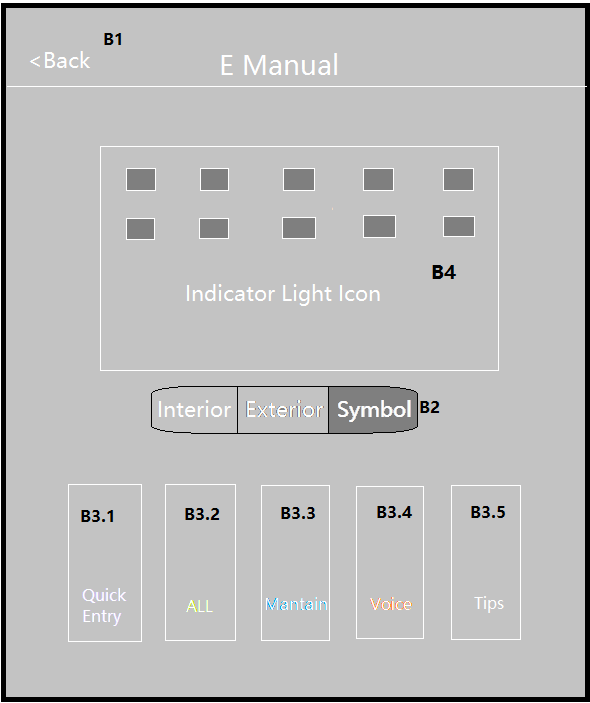 B1
<Back
E Manual
B4
Indicator Light Icon
Interior Exterior Symbol B2
B3.1 B3.2 B3.3 B3.4 B3.5
Quick
Entry
ALL Mantain Voice Tips